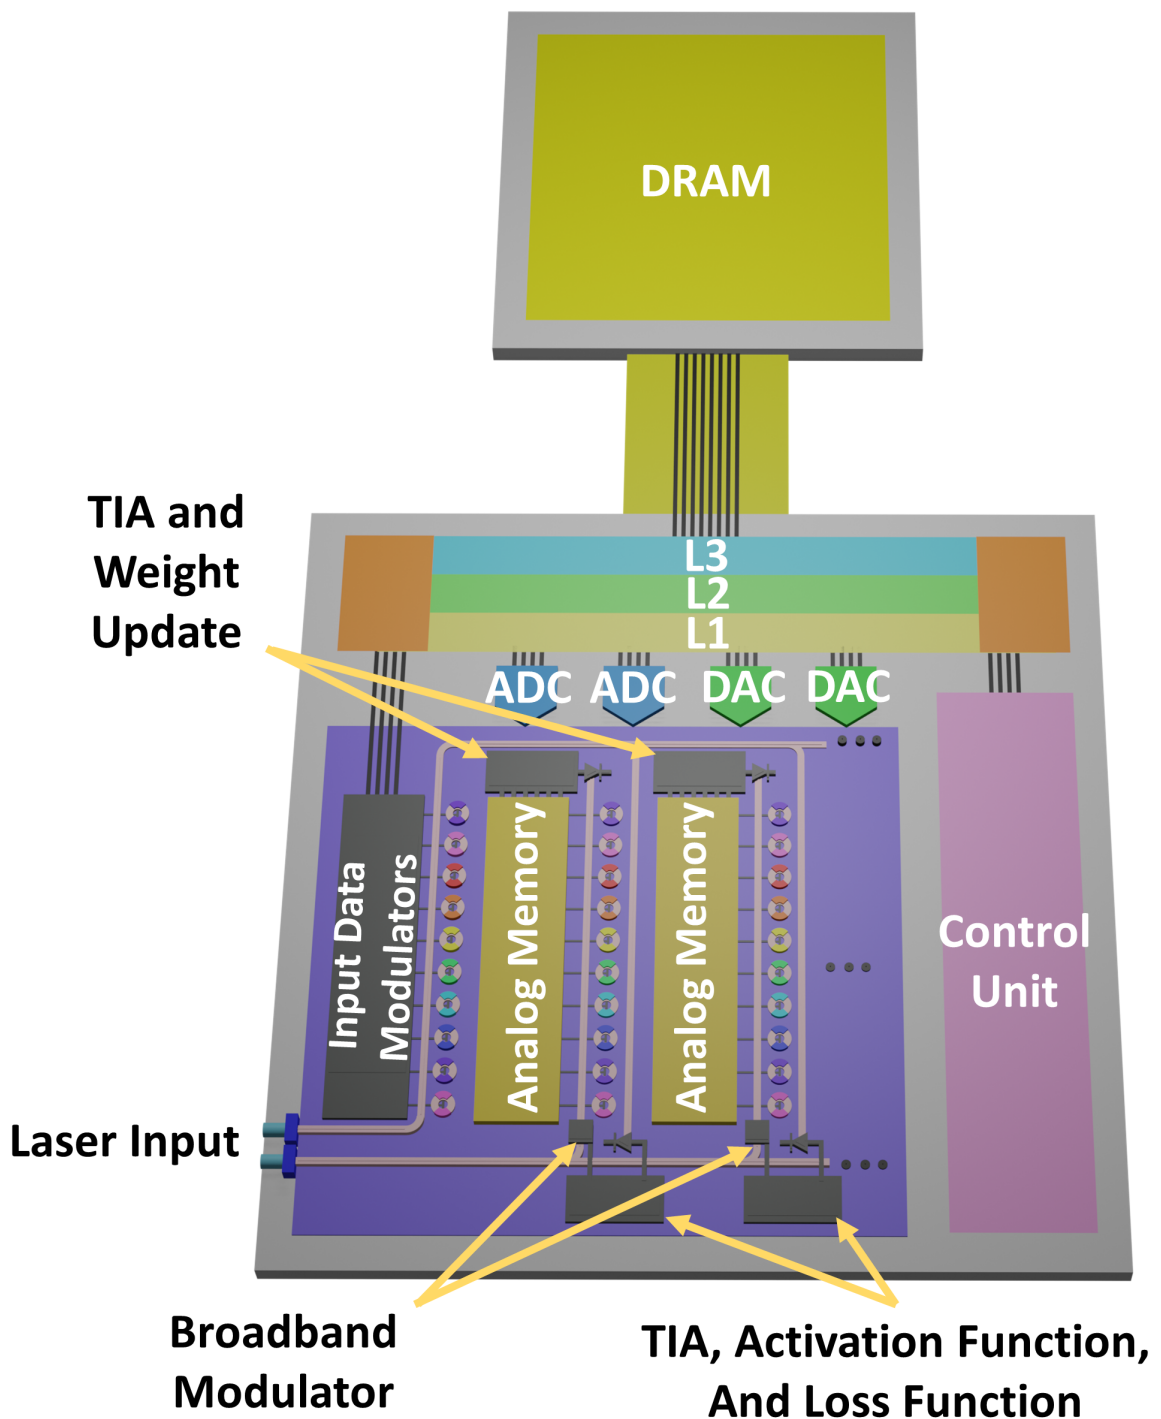 DRAM
TIA and
Weight
Update
L3
L2
L1
ADC
ADC
DAC
DAC
Input Data
Modulators
Analog Memory
Analog Memory
Control
Unit
Laser Input
Broadband
Modulator
TIA, Activation Function,
And Loss Function